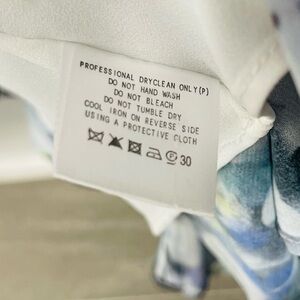 PROFESSIONAL DRYCLEAN ONLY(P)
DO NOT HAND WASH
DO NOT BLEACH
DO NOT TUMBLE DRY
COOL IRON ON REVERSE SIDE
USING A PROTECTIVE CLOTH
P 30